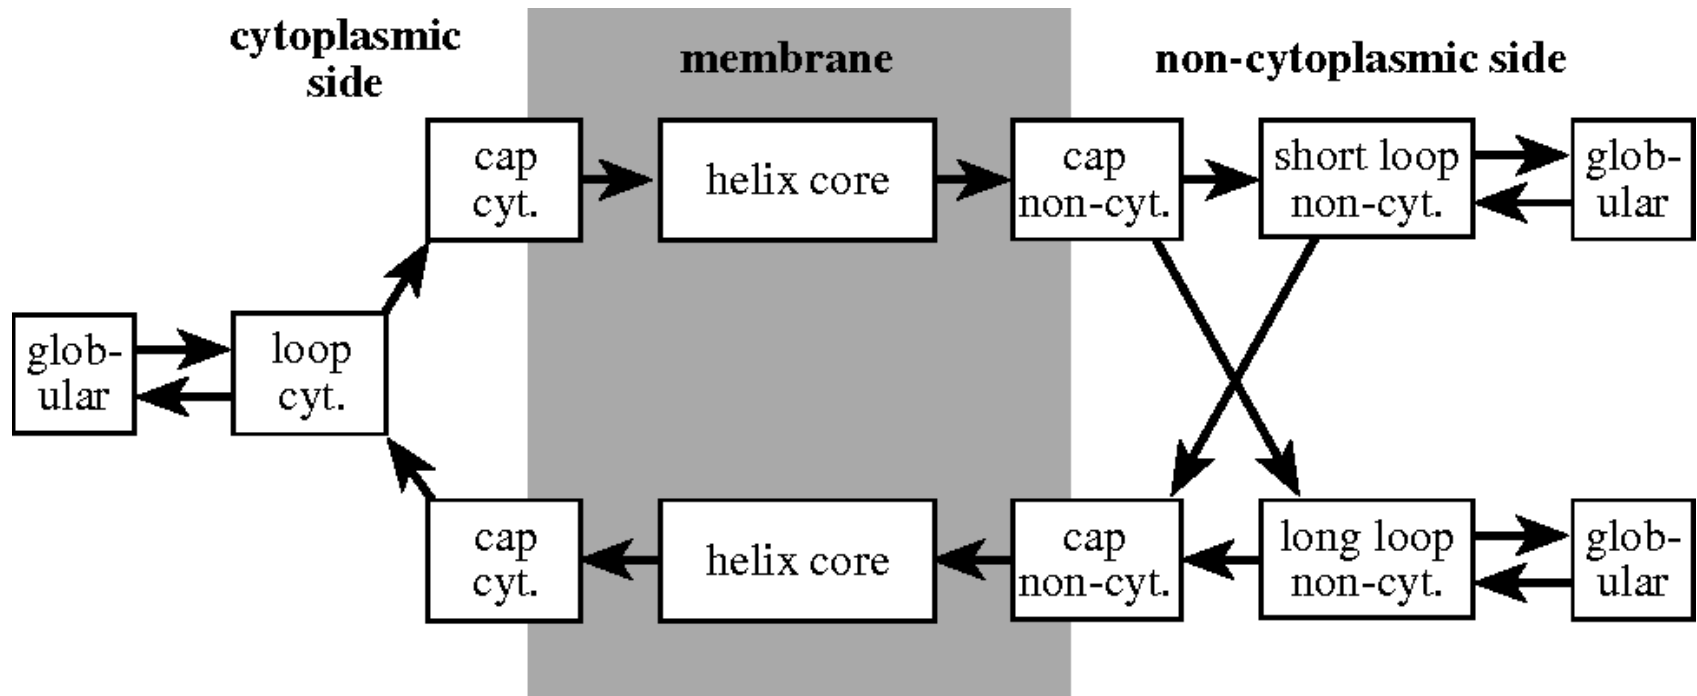 cytoplasmic
side
membrane
non-cytoplasmic side
cap
cyt.
helix core
cap
non-cyt.
short loop
non-cyt.
glob-
ular
glob-
ular
loop
cyt.
cap
cyt.
helix core
cap
non-cyt.
long loop
non-cyt.
glob-
ular